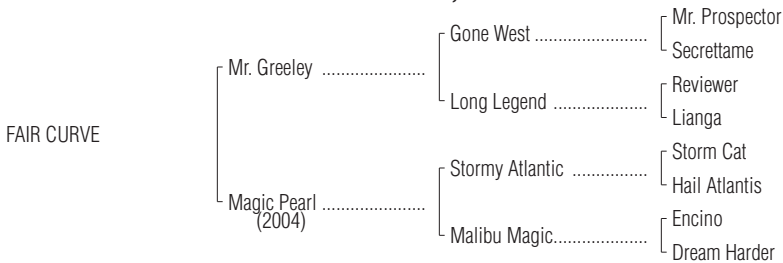 Mr. Prospector
Gone West .......................
Secrettame
Mr. Greeley ......................
Reviewer
Long Legend ....................
Lianga
FAIR CURVE
Storm Cat
Stormy Atlantic ................
Hail Atlantis
Magic Pearl ......................
(2004)
Encino
Malibu Magic....................
Dream Harder